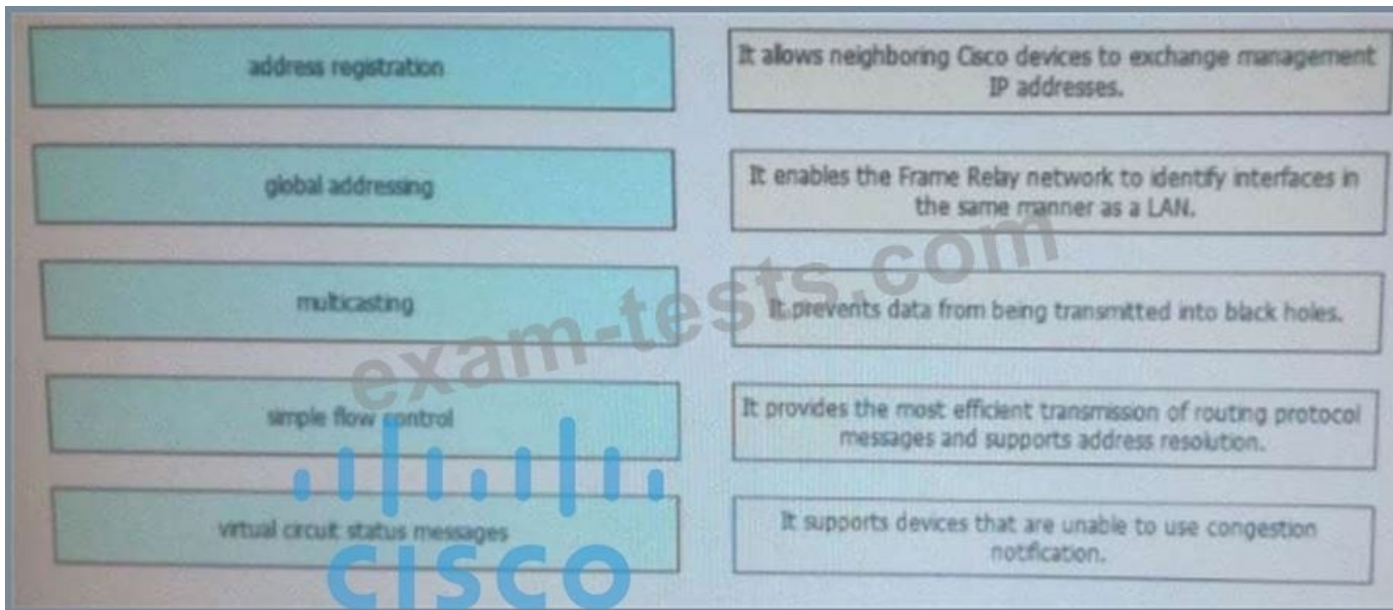 address registration
It allows neighboring Cisco devices to exchange management
IP addresses.
global addressing
It enables the Frame Relay network to identify interfaces in
the same manner as a LAN.
multicasting
It prevents data from being transmitted into black holes.
simple flow control
It provides the most efficient transmission of routing protocol
messages and supports address resolution.
virtual circuit status messages
It supports devices that are unable to use congestion
notification.
exam-tests.com
CISCO